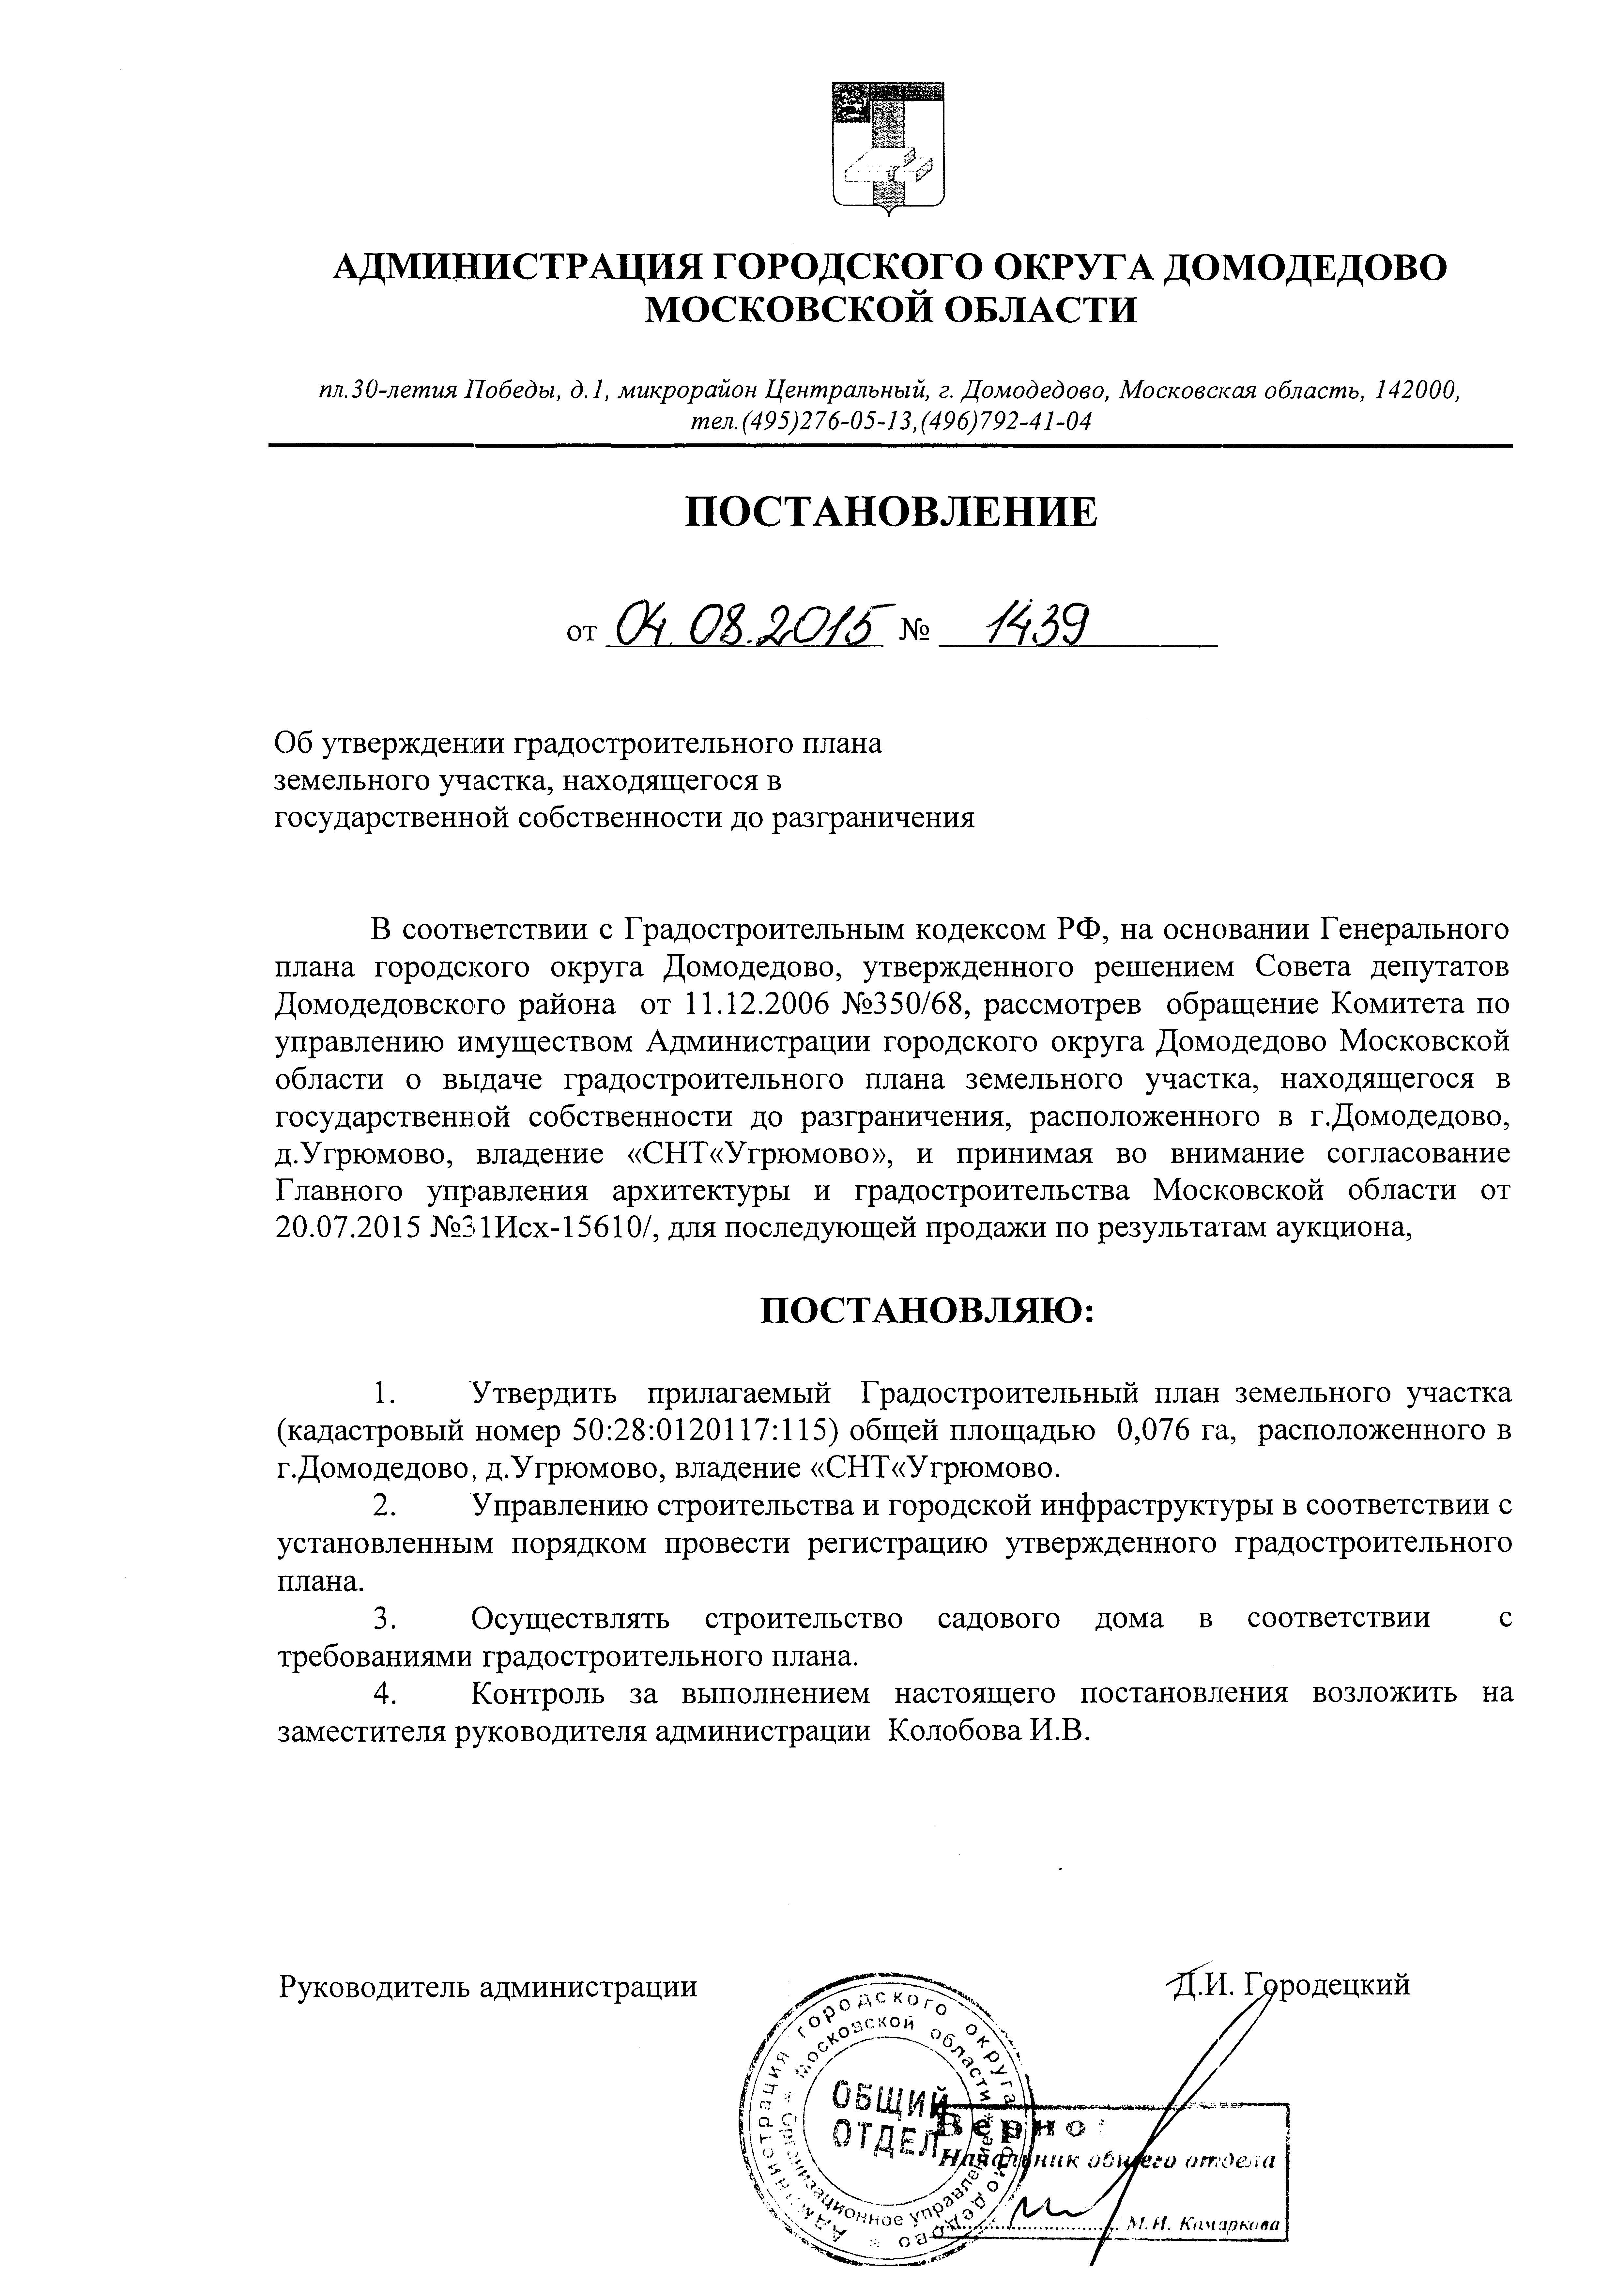 АДМИНИСТРАЦИЯ ГОРОДСКОГО ОКРУГА ДОМОДЕДОВО
МОСКОВСКОЙ ОБЛАСТИ
пл.30-летия Победы, д.1, микрорайон Центральный, г. Домодедово, Московская область, 142000,
тел.(495)276-05-13,(496)792-41-04
ПОСТАНОВЛЕНИЕ
от 04.08.2015 № 1439
Об утверждении градостроительного плана
земельного участка, находящегося в
государственной собственности до разграничения
В соответствии с Градостроительным кодексом РФ, на основании Генерального
плана городского округа Домодедово, утвержденного решением Совета депутатов
Домодедовского района от 11.12.2006 №350/68, рассмотрев обращение Комитета по
управлению имуществом Администрации городского округа Домодедово Московской
области о выдаче градостроительного плана земельного участка, находящегося в
государственной собственности до разграничения, расположенного в г.Домодедово,
д.Угрюмово, владение «СНТ«Угрюмово», и принимая во внимание согласование
Главного управления архитектуры и градостроительства Московской области от
20.07.2015 №31Исх-15610/, для последующей продажи по результатам аукциона,
ПОСТАНОВЛЯЮ:
1. Утвердить прилагаемый Градостроительный план земельного участка
(кадастровый номер 50:28:0120117:115) общей площадью 0,076 га, расположенного в
г.Домодедово, д.Угрюмово, владение «СНТ«Угрюмово.
2. Управлению строительства и городской инфраструктуры в соответствии с
установленным порядком провести регистрацию утвержденного градостроительного
плана.
3. Осуществлять строительство садового дома в соответствии с
требованиями градостроительного плана.
4. Контроль за выполнением настоящего постановления возложить на
заместителя руководителя администрации Колобова И.В.
Руководитель администрации Д.И. Городецкий
Администрация городского округа Домодедово *
Московской области * Организационное управление *
ОБЩИЙ
ОТДЕЛ
Верно:
Начальник общего отдела
М.Н. Комаркова